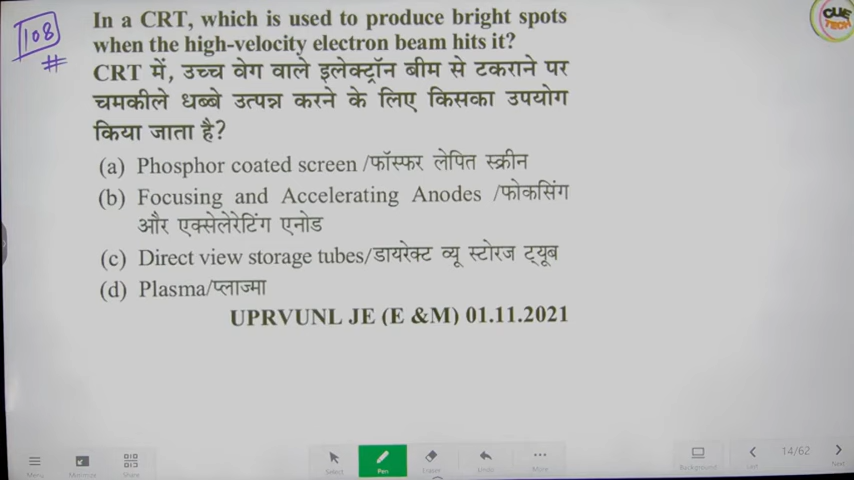 108
#
In a CRT, which is used to produce bright spots
when the high-velocity electron beam hits it?
CRT में, उच्च वेग वाले इलेक्ट्रॉन बीम से टकराने पर
चमकीले धब्बे उत्पन्न करने के लिए किसका उपयोग
किया जाता है?
(a) Phosphor coated screen /फॉस्फर लेपित स्क्रीन
(b) Focusing and Accelerating Anodes /फोकसिंग
और एक्सेलेरेटिंग एनोड
(c) Direct view storage tubes/डायरेक्ट व्यू स्टोरज ट्यूब
(d) Plasma/प्लाज्मा
UPRVUNL JE (E &M) 01.11.2021
CUE
TECH
Menu Minimize Share Select Pen Eraser Undo More Background Last 14/62 Next